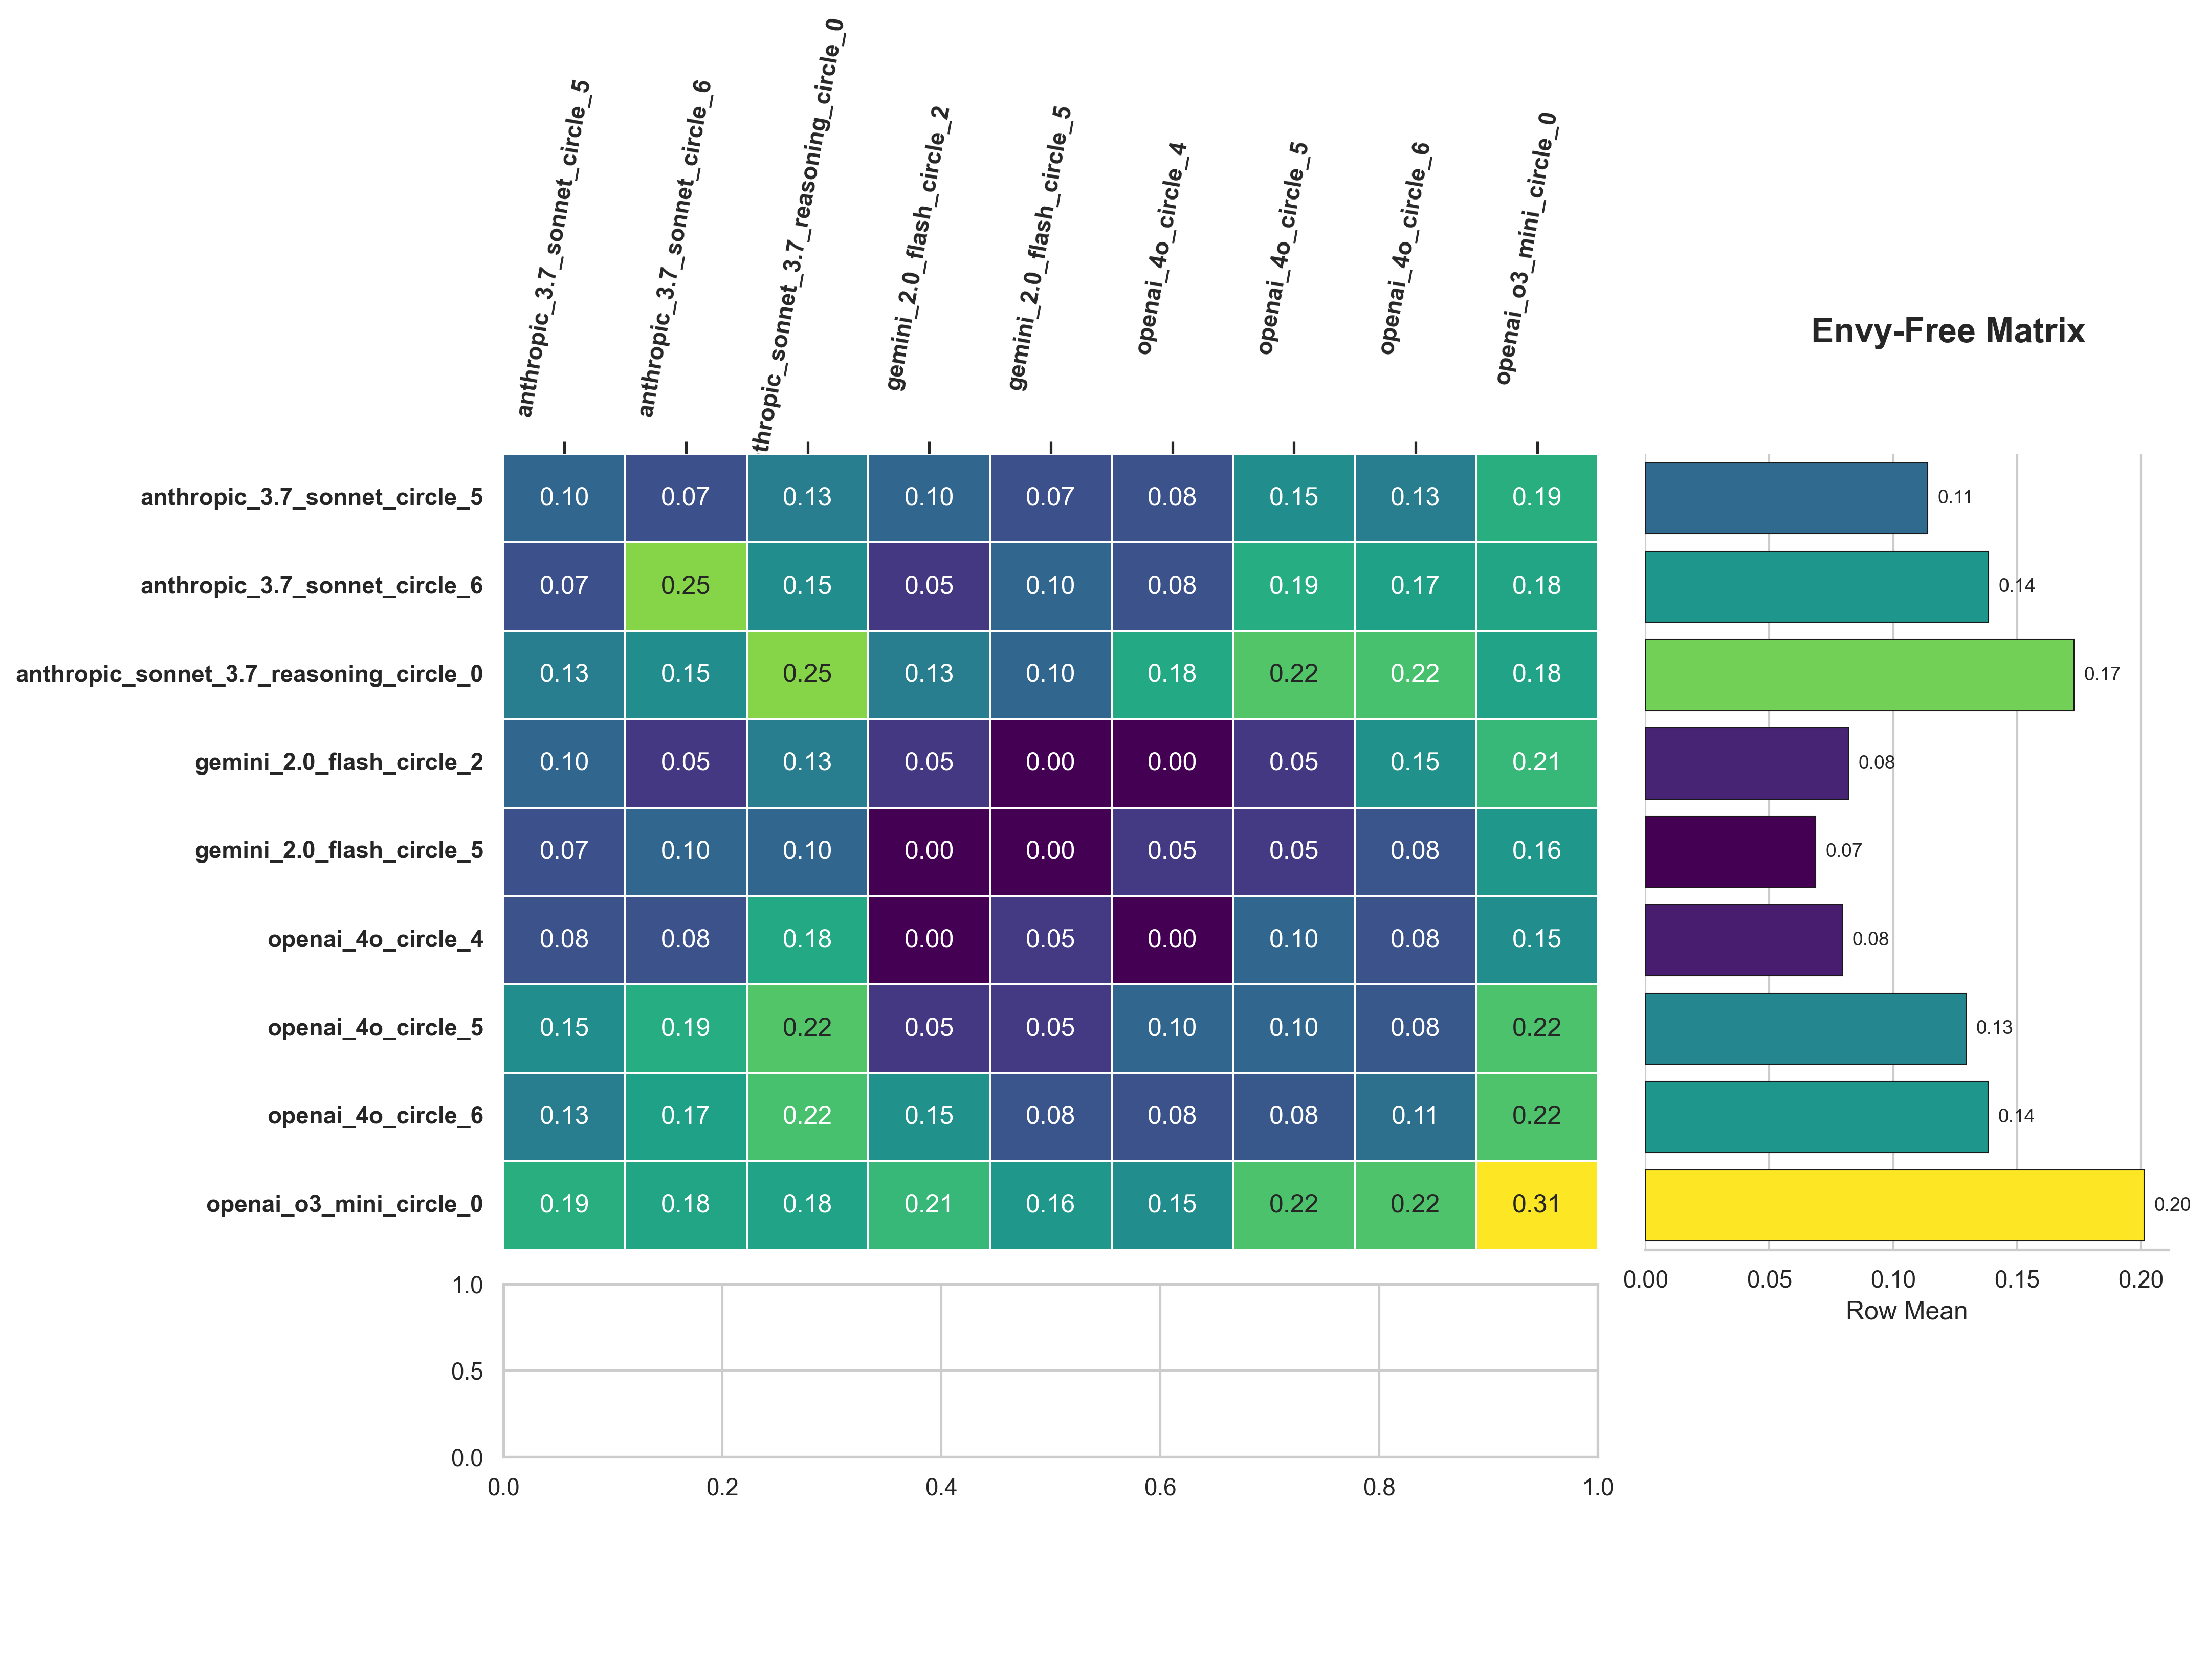 anthropic_3.7_sonnet_circle_5
anthropic_3.7_sonnet_circle_6
thropic_sonnet_3.7_reasoning_circle_0
gemini_2.0_flash_circle_2
gemini_2.0_flash_circle_5
openai_4o_circle_4
openai_4o_circle_5
openai_4o_circle_6
openai_o3_mini_circle_0
Envy-Free Matrix
anthropic_3.7_sonnet_circle_5 0.10 0.07 0.13 0.10 0.07 0.08 0.15 0.13 0.19 0.11
anthropic_3.7_sonnet_circle_6 0.07 0.25 0.15 0.05 0.10 0.08 0.19 0.17 0.18 0.14
anthropic_sonnet_3.7_reasoning_circle_0 0.13 0.15 0.25 0.13 0.10 0.18 0.22 0.22 0.18 0.17
gemini_2.0_flash_circle_2 0.10 0.05 0.13 0.05 0.00 0.00 0.05 0.15 0.21 0.08
gemini_2.0_flash_circle_5 0.07 0.10 0.10 0.00 0.00 0.05 0.05 0.08 0.16 0.07
openai_4o_circle_4 0.08 0.08 0.18 0.00 0.05 0.00 0.10 0.08 0.15 0.08
openai_4o_circle_5 0.15 0.19 0.22 0.05 0.05 0.10 0.10 0.08 0.22 0.13
openai_4o_circle_6 0.13 0.17 0.22 0.15 0.08 0.08 0.08 0.11 0.22 0.14
openai_o3_mini_circle_0 0.19 0.18 0.18 0.21 0.16 0.15 0.22 0.22 0.31 0.20
0.00 0.05 0.10 0.15 0.20
Row Mean
1.0
0.5
0.0
0.0 0.2 0.4 0.6 0.8 1.0